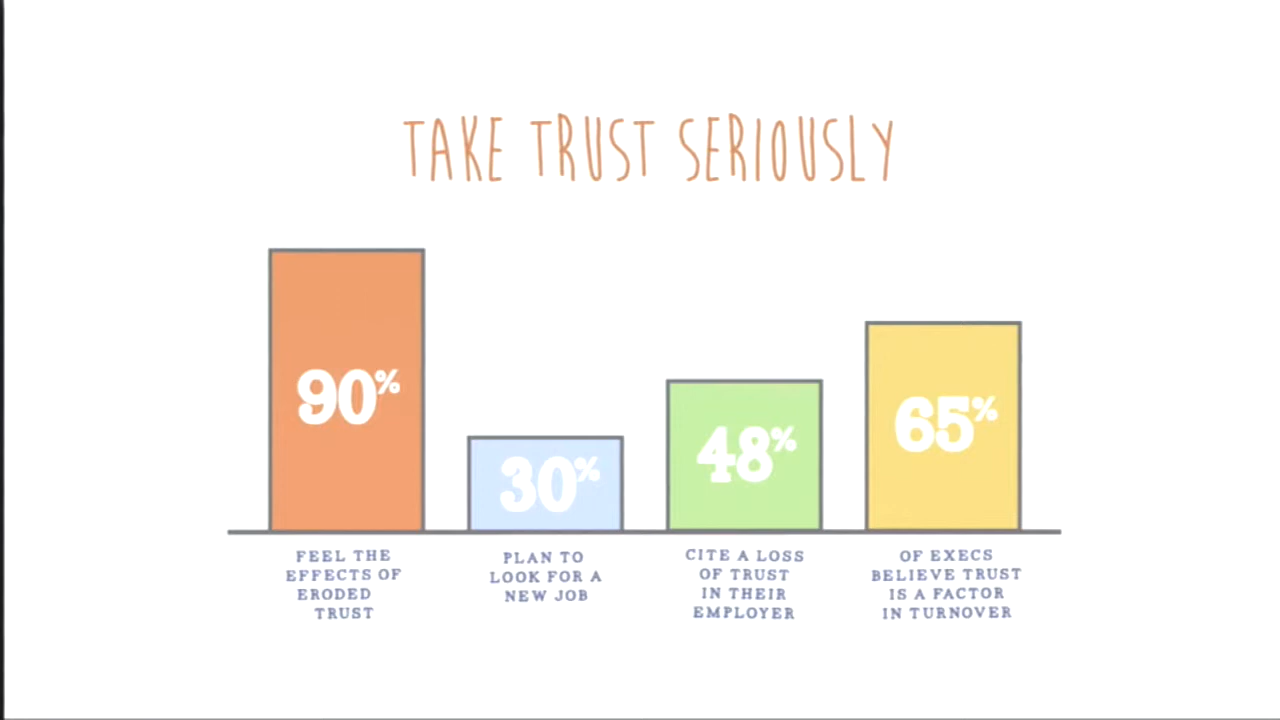 TAKE TRUST SERIOUSLY
90%
30%
48%
65%
FEEL THE
EFFECTS OF
ERODED
TRUST
PLAN TO
LOOK FOR A
NEW JOB
CITE A LOSS
OF TRUST
IN THEIR
EMPLOYER
OF EXECS
BELIEVE TRUST
IS A FACTOR
IN TURNOVER